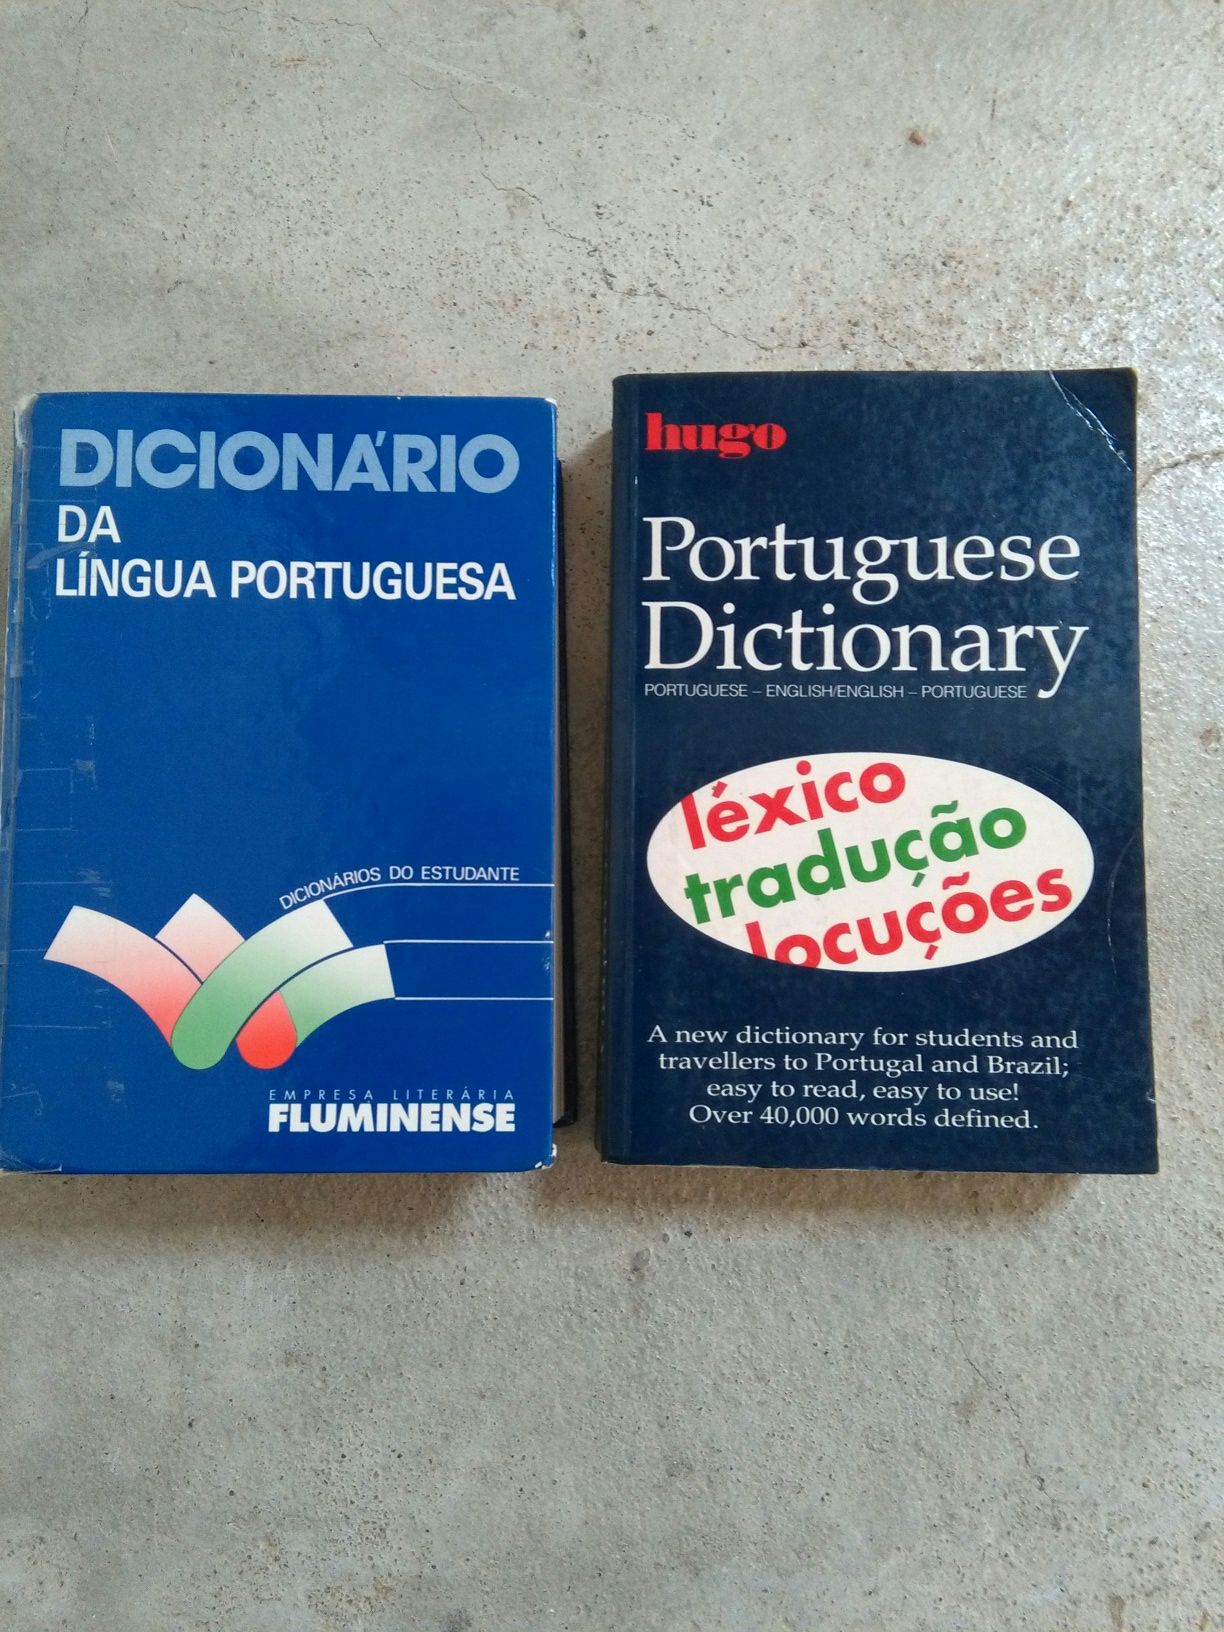 DICIONÁRIO
DA
LÍNGUA PORTUGUESA
DICIONÁRIOS DO ESTUDANTE
EMPRESA LITERÁRIA
FLUMINENSE
hugo
Portuguese
Dictionary
PORTUGUESE – ENGLISH/ENGLISH – PORTUGUESE
léxico
tradução
locuções
A new dictionary for students and
travellers to Portugal and Brazil;
easy to read, easy to use!
Over 40,000 words defined.